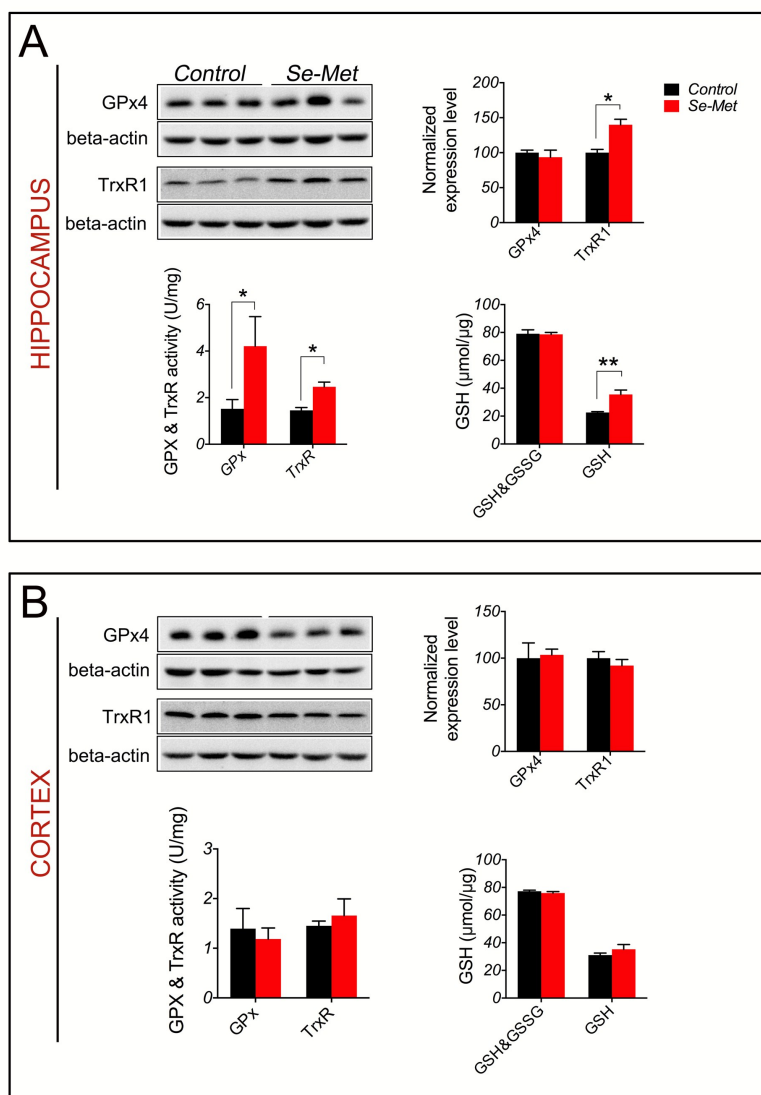 A
HIPPOCAMPUS
Control Se-Met
GPx4
beta-actin
TrxR1
beta-actin
Normalized
expression level
200
150
100
50
0
*
GPx4
TrxR1
Control
Se-Met
GPX & TrxR activity (U/mg)
6
4
2
0
*
*
GPx
TrxR
GSH (μmol/μg)
100
80
60
40
20
0
**
GSH&GSSG
GSH
B
CORTEX
GPx4
beta-actin
TrxR1
beta-actin
Normalized
expression level
150
100
50
0
GPx4
TrxR1
GPX & TrxR activity (U/mg)
3
2
1
0
GPx
TrxR
GSH (μmol/μg)
100
80
60
40
20
0
GSH&GSSG
GSH